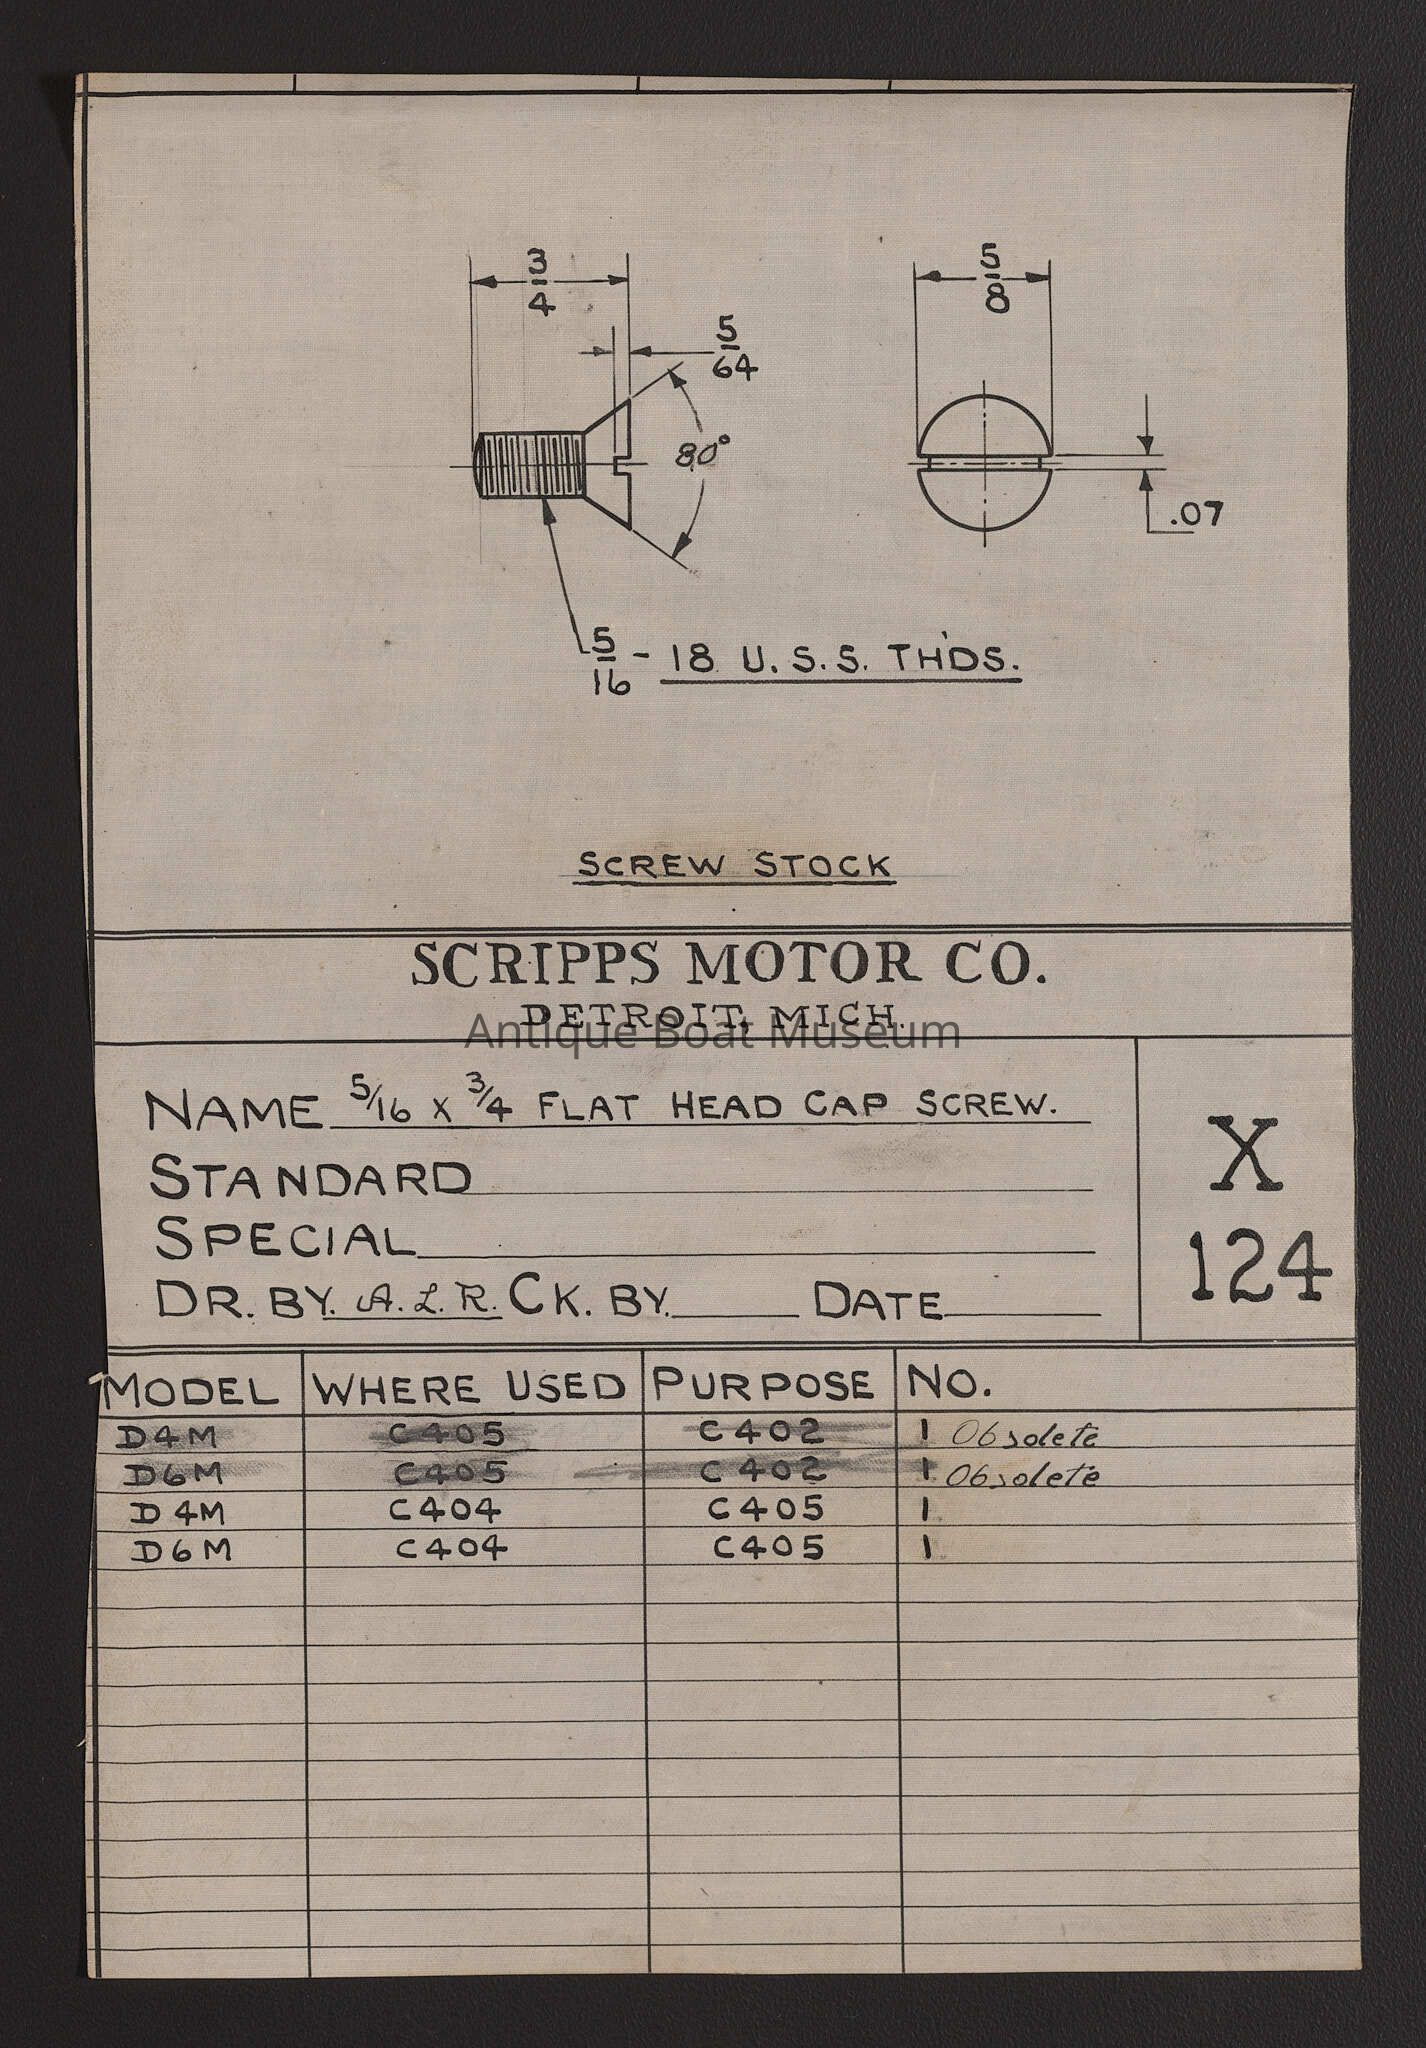 3/4
5/8
5/64
80°
.07
5/16 - 18 U.S.S. TH'DS.
SCREW STOCK
SCRIPPS MOTOR CO.
DETROIT, MICH.
Antique Boat Museum
NAME 5/16 X 3/4 FLAT HEAD CAP SCREW.
STANDARD
SPECIAL
DR. BY. A.L.R. CK. BY. DATE
X
124
MODEL WHERE USED PURPOSE NO.
D4M C405 C402 1 Obsolete
D6M C405 C402 1 Obsolete
D4M C404 C405 1
D6M C404 C405 1